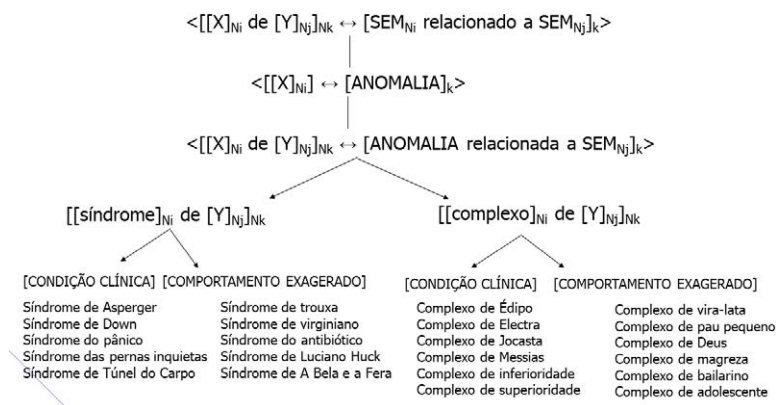 <[[X]Ni de [Y]Nj]Nk ↔ [SEMNi relacionado a SEMNj]k>
<[[X]Ni] ↔ [ANOMALIA]k>
<[[X]Ni de [Y]Nj]Nk ↔ [ANOMALIA relacionada a SEMNj]k>
[[síndrome]Ni de [Y]Nj]Nk
[CONDIÇÃO CLÍNICA] [COMPORTAMENTO EXAGERADO]
Síndrome de Asperger
Síndrome de Down
Síndrome do pânico
Síndrome das pernas inquietas
Síndrome de Túnel do Carpo
Síndrome de trouxa
Síndrome de virginiano
Síndrome do antibiótico
Síndrome de Luciano Huck
Síndrome de A Bela e a Fera
[[complexo]Ni de [Y]Nj]Nk
[CONDIÇÃO CLÍNICA] [COMPORTAMENTO EXAGERADO]
Complexo de Édipo
Complexo de Electra
Complexo de Jocasta
Complexo de Messias
Complexo de inferioridade
Complexo de superioridade
Complexo de vira-lata
Complexo de pau pequeno
Complexo de Deus
Complexo de magreza
Complexo de bailarino
Complexo de adolescente